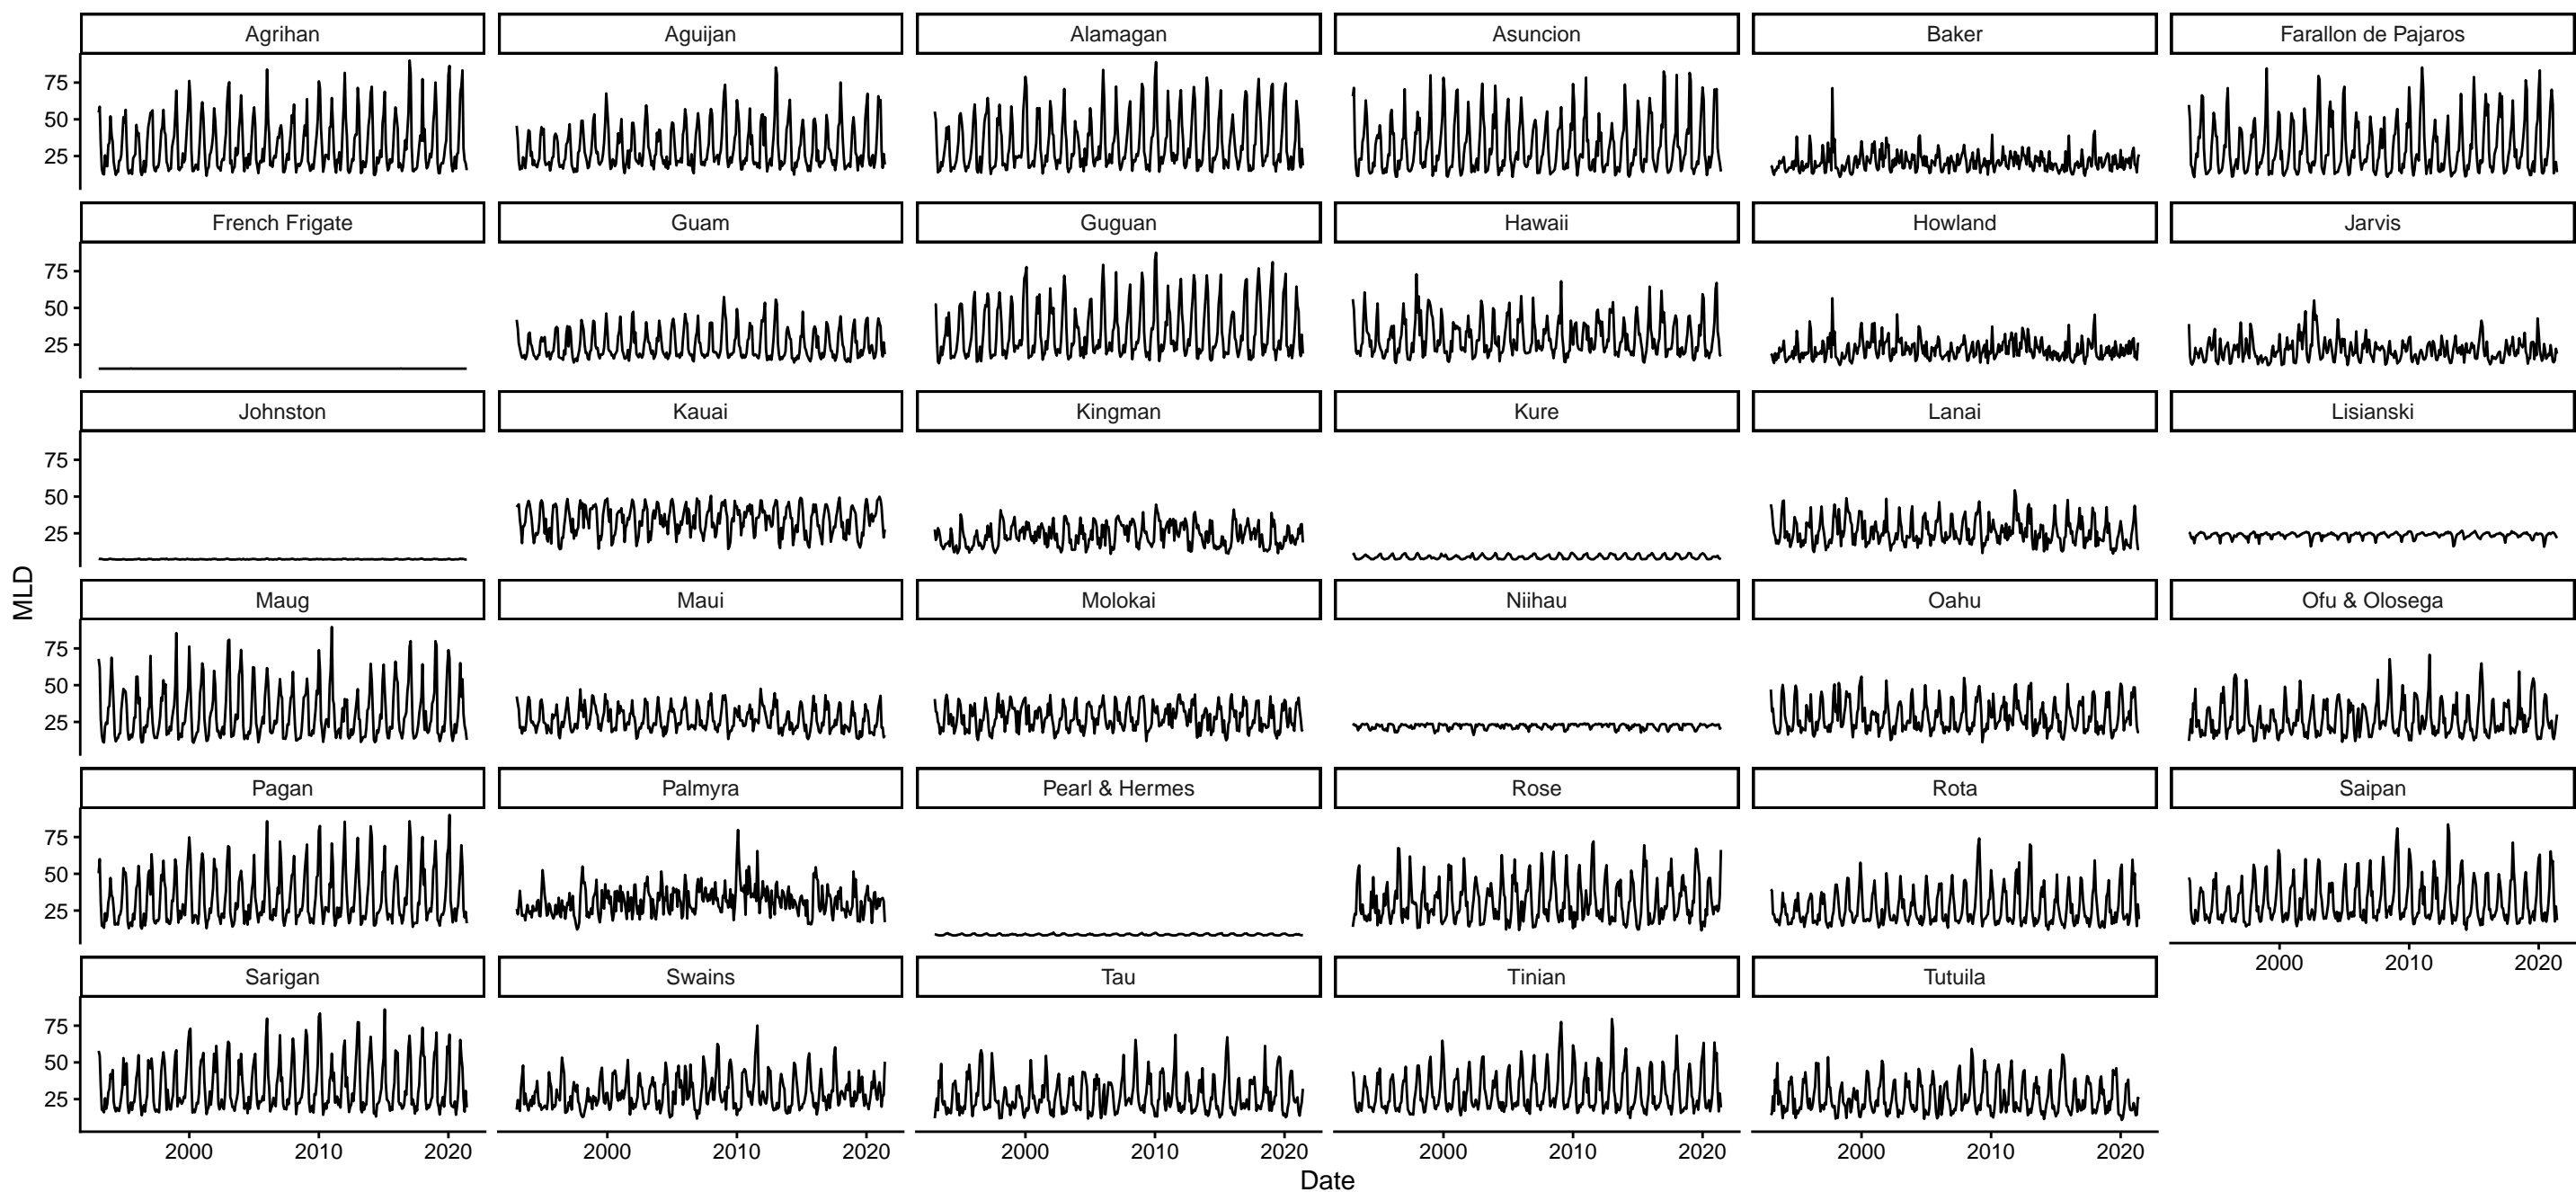 Agrihan Aguijan Alamagan Asuncion Baker Farallon de Pajaros
75
50
25
French Frigate Guam Guguan Hawaii Howland Jarvis
75
50
25
Johnston Kauai Kingman Kure Lanai Lisianski
75
50
25
MLD
Maug Maui Molokai Niihau Oahu Ofu & Olosega
75
50
25
Pagan Palmyra Pearl & Hermes Rose Rota Saipan
75
50
25
2000 2010 2020
Sarigan Swains Tau Tinian Tutuila
75
50
25
2000 2010 2020 2000 2010 2020 2000 2010 2020 2000 2010 2020 2000 2010 2020
Date